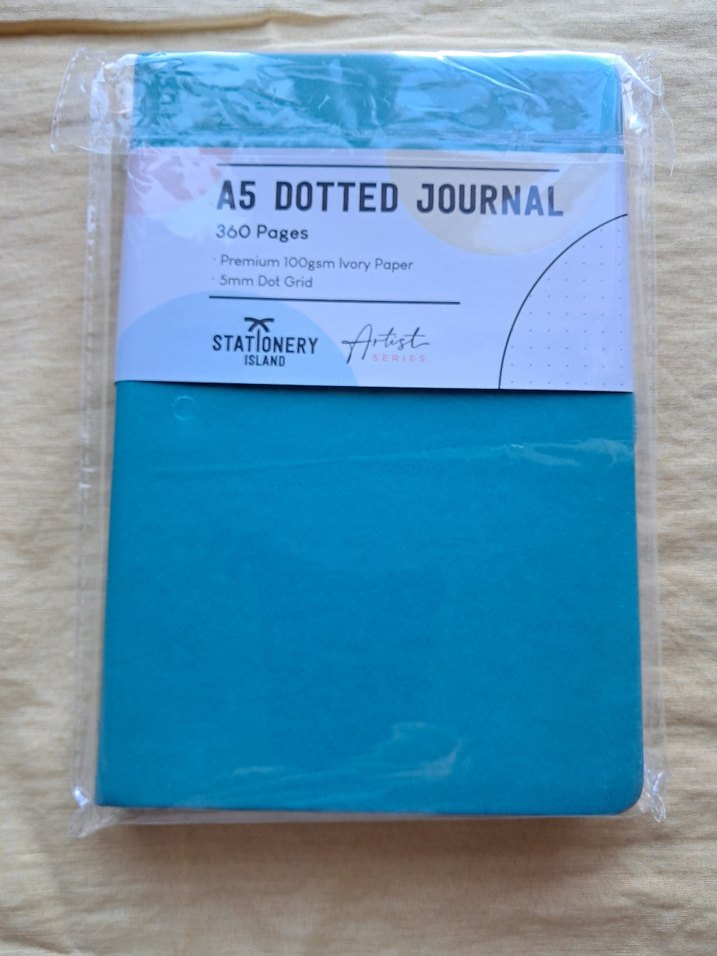 A5 DOTTED JOURNAL
360 Pages
· Premium 100gsm Ivory Paper
· 5mm Dot Grid
STATIONERY
ISLAND
Artist
SERIES